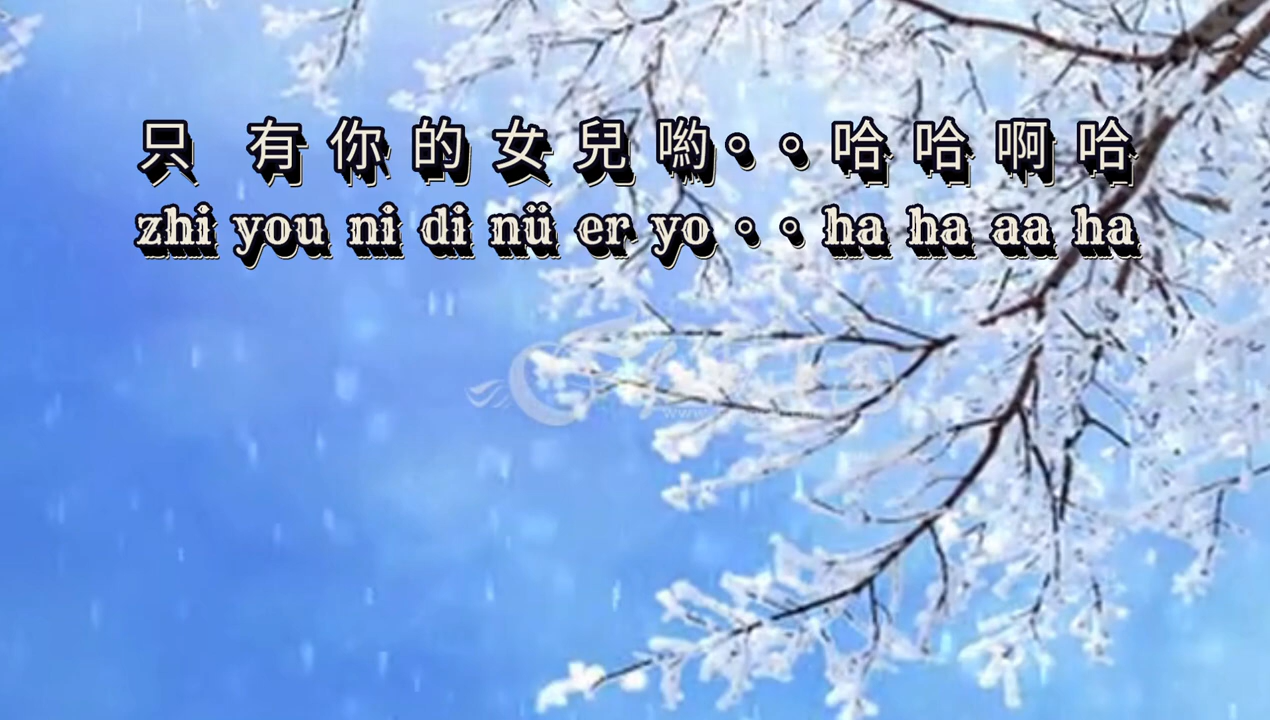 只 有 你 的 女 兒 喲。。哈 哈 啊 哈
zhi you ni di nü er yo 。。ha ha aa ha